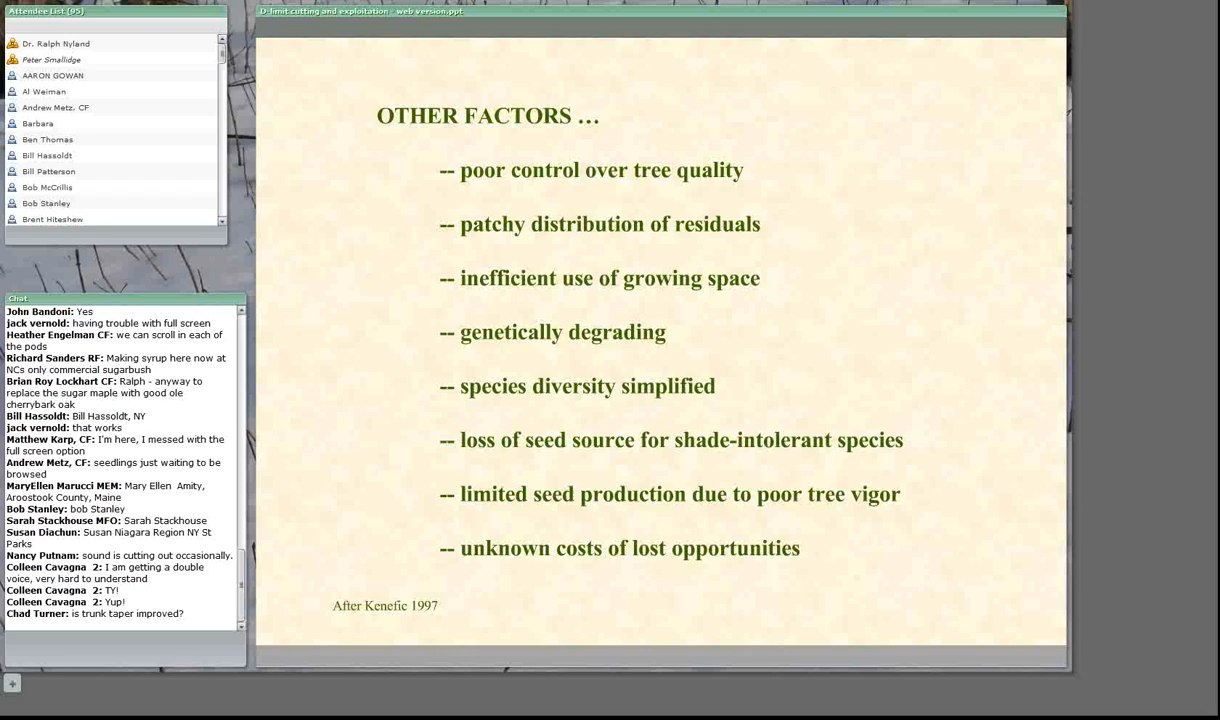 Attendee List (95)
Dr. Ralph Nyland
Peter Smallidge
AARON GOWAN
Al Weiman
Andrew Metz. CF
Barbara
Ben Thomas
Bill Hassoldt
Bill Patterson
Bob McCrillis
Bob Stanley
Brent Hiteshew
Chat
John Bandoni: Yes
jack vernold: having trouble with full screen
Heather Engelman CF: we can scroll in each of
the pods
Richard Sanders RF: Making syrup here now at
NCs only commercial sugarbush
Brian Roy Lockhart CF: Ralph - anyway to
replace the sugar maple with good ole
cherrybark oak
Bill Hassoldt: Bill Hassoldt, NY
jack vernold: that works
Matthew Karp, CF: I'm here, I messed with the
full screen option
Andrew Metz, CF: seedlings just waiting to be
browsed
MaryEllen Marucci MEM: Mary Ellen Amity,
Aroostook County, Maine
Bob Stanley: bob Stanley
Sarah Stackhouse MFO: Sarah Stackhouse
Susan Diachun: Susan Niagara Region NY St
Parks
Nancy Putnam: sound is cutting out occasionally.
Colleen Cavagna 2: I am getting a double
voice, very hard to understand
Colleen Cavagna 2: TY!
Colleen Cavagna 2: Yup!
Chad Turner: is trunk taper improved?
D-limit cutting and exploitation - web version.ppt
OTHER FACTORS ...
-- poor control over tree quality
-- patchy distribution of residuals
-- inefficient use of growing space
-- genetically degrading
-- species diversity simplified
-- loss of seed source for shade-intolerant species
-- limited seed production due to poor tree vigor
-- unknown costs of lost opportunities
After Kenefic 1997